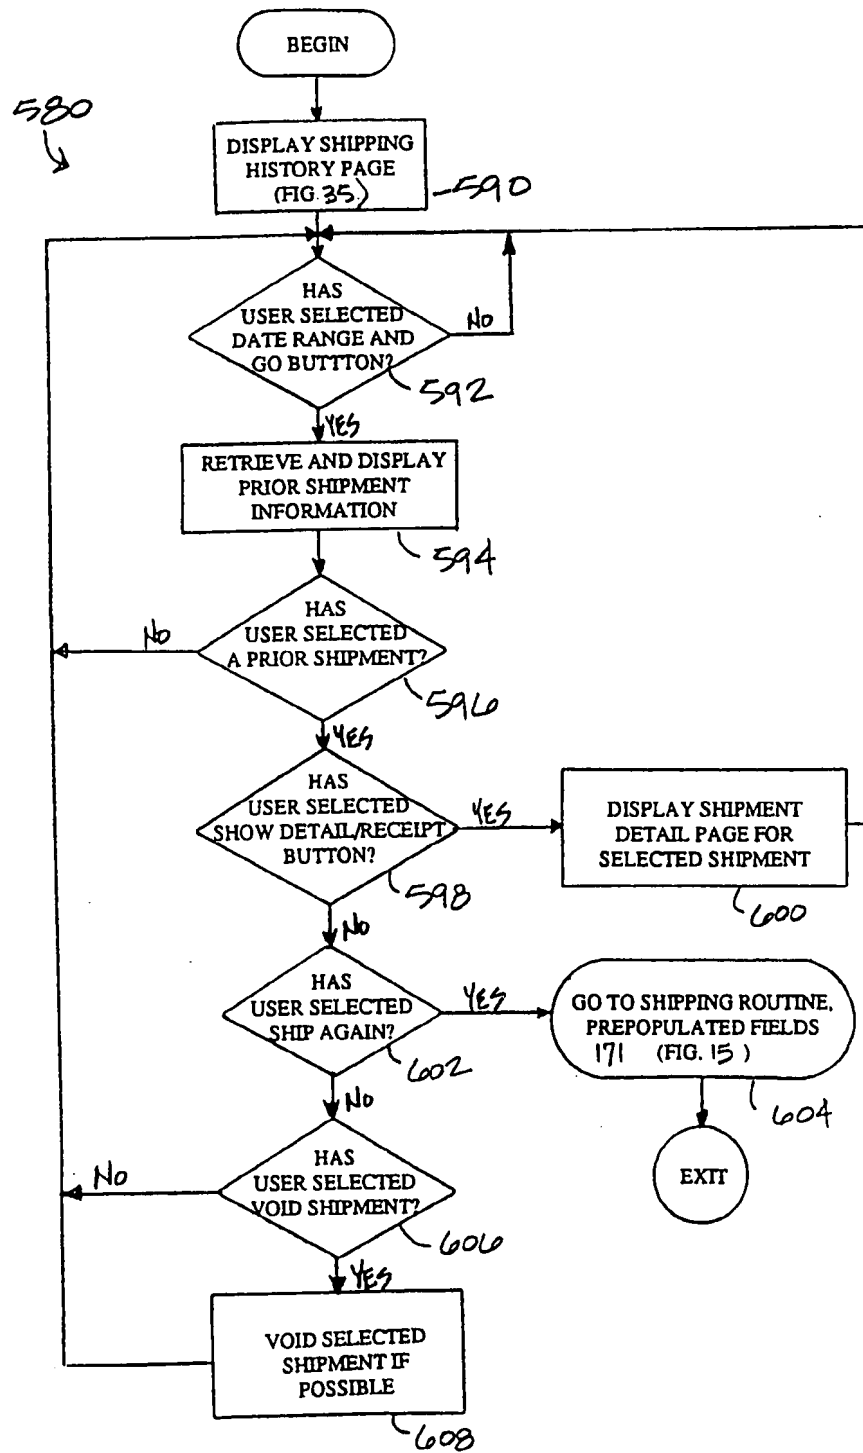 BEGIN
580
DISPLAY SHIPPING
HISTORY PAGE
(FIG. 35.)
590
HAS
USER SELECTED
DATE RANGE AND
GO BUTTTON?
No
592
YES
RETRIEVE AND DISPLAY
PRIOR SHIPMENT
INFORMATION
594
HAS
USER SELECTED
A PRIOR SHIPMENT?
No
596
YES
HAS
USER SELECTED
SHOW DETAIL/RECEIPT
BUTTON?
YES
598
DISPLAY SHIPMENT
DETAIL PAGE FOR
SELECTED SHIPMENT
600
No
HAS
USER SELECTED
SHIP AGAIN?
YES
602
GO TO SHIPPING ROUTINE,
PREPOPULATED FIELDS
171 (FIG. 15 )
604
EXIT
No
HAS
USER SELECTED
VOID SHIPMENT?
No
606
YES
VOID SELECTED
SHIPMENT IF
POSSIBLE
608